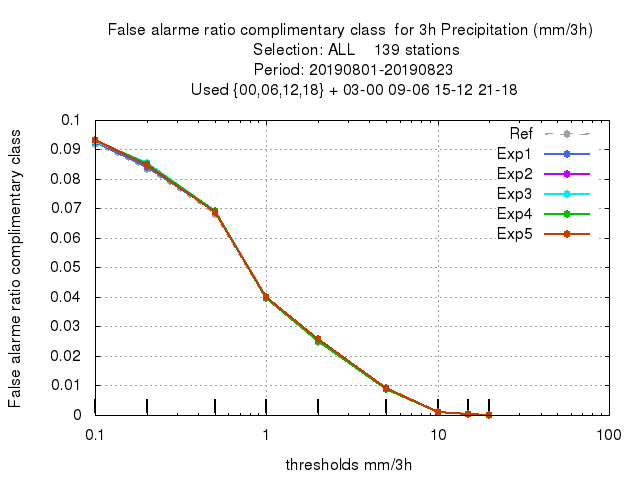 False alarme ratio complimentary class  for 3h Precipitation (mm/3h)
Selection: ALL    139 stations
Period: 20190801-20190823
Used {00,06,12,18} + 03-00 09-06 15-12 21-18
False alarme ratio complimentary class
0.1
0.09
0.08
0.07
0.06
0.05
0.04
0.03
0.02
0.01
0
Ref
Exp1
Exp2
Exp3
Exp4
Exp5
0.1 1 10 100
thresholds mm/3h